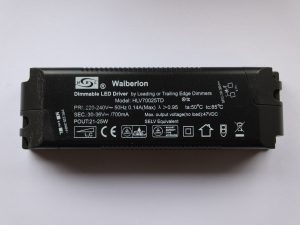 Walberlon
Dimmable LED Driver by Leading or Trailing Edge Dimmers
Model: HLV70025TD
PRI: 220-240V~ 50Hz 0.14A(Max) λ>0.95 ta:50°C tc:85°C
SEC: 30-36V⎓/700mA Max. output voltage(no load):47VDC
POUT:21-25W SELV Equivalent